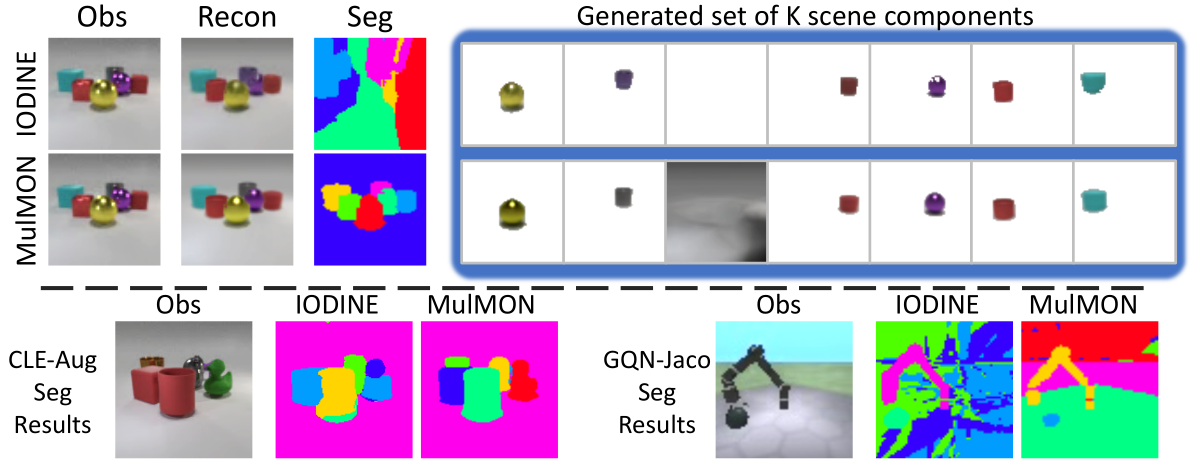 Obs Recon Seg Generated set of K scene components
IODINE
MulMON
Obs IODINE MulMON Obs IODINE MulMON
CLE-Aug
Seg
Results
GQN-Jaco
Seg
Results